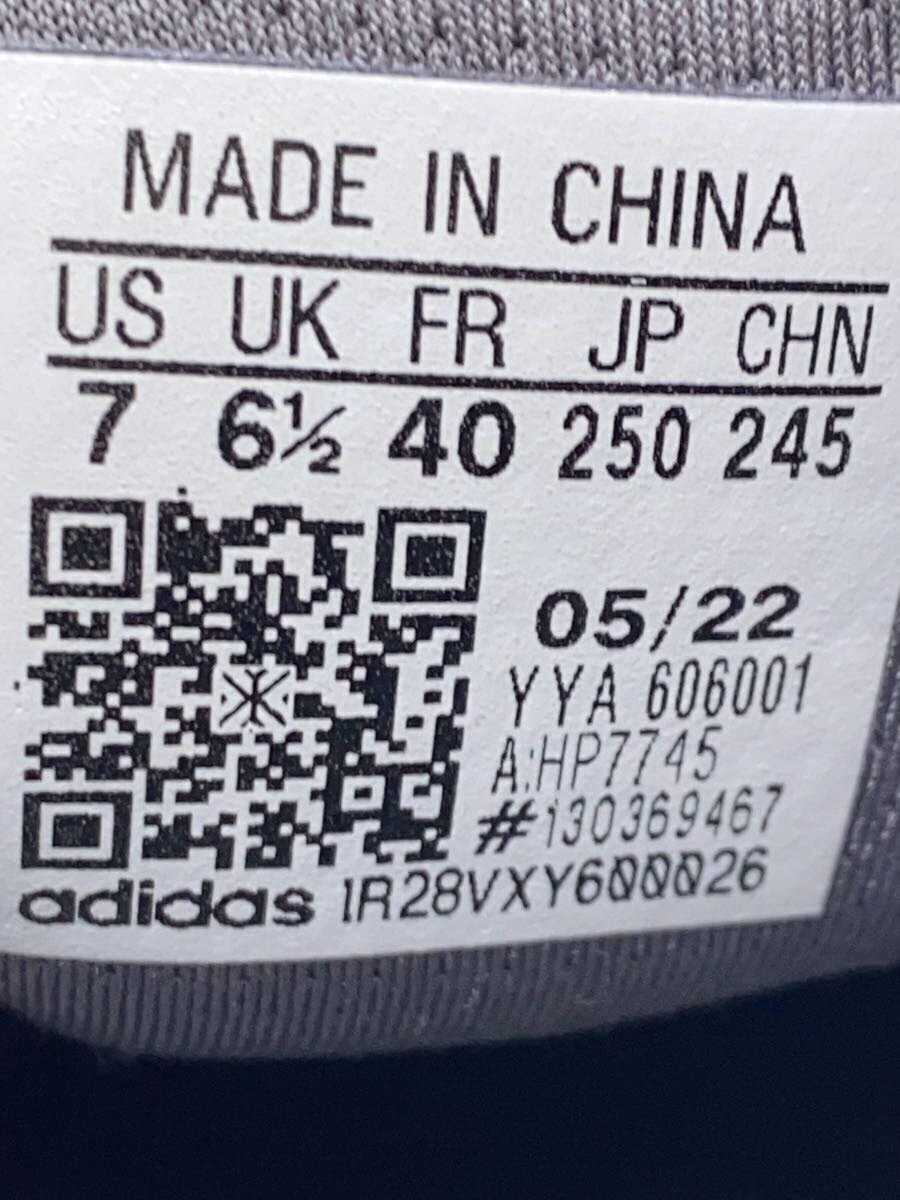 MADE IN CHINA
US UK FR JP CHN
7 6½ 40 250 245
05/22
YYA 606001
A:HP7745
#130369467
adidas 1R28VXY600026